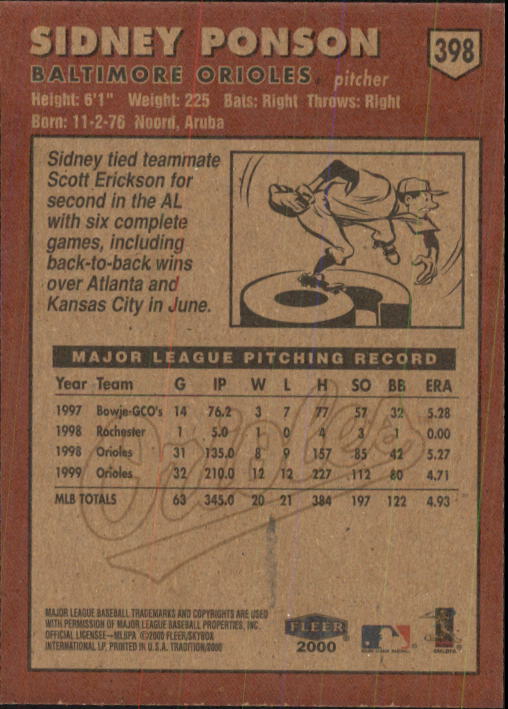 SIDNEY PONSON
398
BALTIMORE ORIOLES pitcher
Height: 6'1" Weight: 225 Bats: Right Throws: Right
Born: 11-2-76 Noord, Aruba
Sidney tied teammate
Scott Erickson for
second in the AL
with six complete
games, including
back-to-back wins
over Atlanta and
Kansas City in June.
MAJOR LEAGUE PITCHING RECORD
Year Team G IP W L H SO BB ERA
1997 Bowie-GCO's 14 76.2 3 7 77 57 32 5.28
1998 Rochester 1 5.0 1 0 4 3 1 0.00
1998 Orioles 31 135.0 8 9 157 85 42 5.27
1999 Orioles 32 210.0 12 12 227 112 80 4.71
MLB TOTALS 63 345.0 20 21 384 197 122 4.93
Orioles
MAJOR LEAGUE BASEBALL TRADEMARKS AND COPYRIGHTS ARE USED
WITH PERMISSION OF MAJOR LEAGUE BASEBALL PROPERTIES, INC.
OFFICIAL LICENSEE—MLBPA ©2000 FLEER/SKYBOX
INTERNATIONAL LP. PRINTED IN U.S.A. TRADITION/2000
FLEER
2000